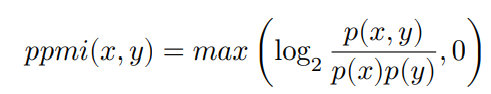 ppmi(x, y) = max ( log₂ p(x, y) / p(x)p(y) , 0 )